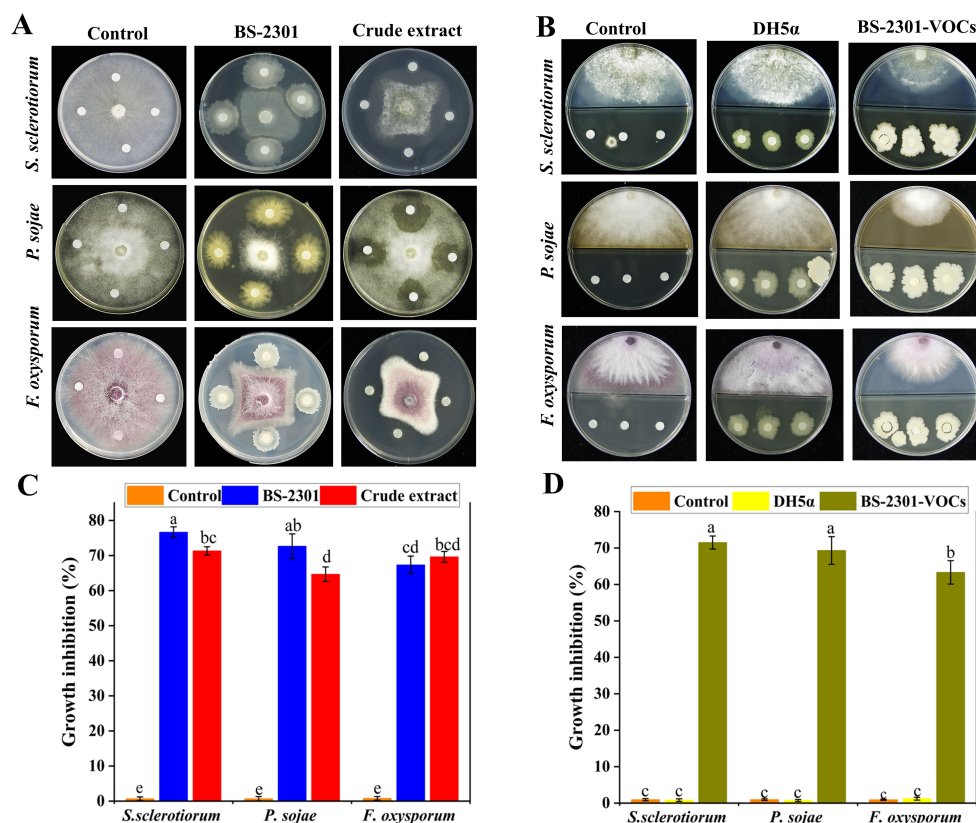 A
Control BS-2301 Crude extract
S. sclerotiorum
P. sojae
F. oxysporum
B
Control DH5α BS-2301-VOCs
S. sclerotiorum
P. sojae
F. oxysporum
C
Control BS-2301 Crude extract
Growth inhibition (%)
80
70
60
50
40
30
20
10
0
a
bc
ab
d
cd
bcd
e
e
e
S.sclerotiorum P. sojae F. oxysporum
D
Control DH5α BS-2301-VOCs
Growth inhibition (%)
80
70
60
50
40
30
20
10
0
a
a
b
c c c c c c
S.sclerotiorum P. sojae F. oxysporum